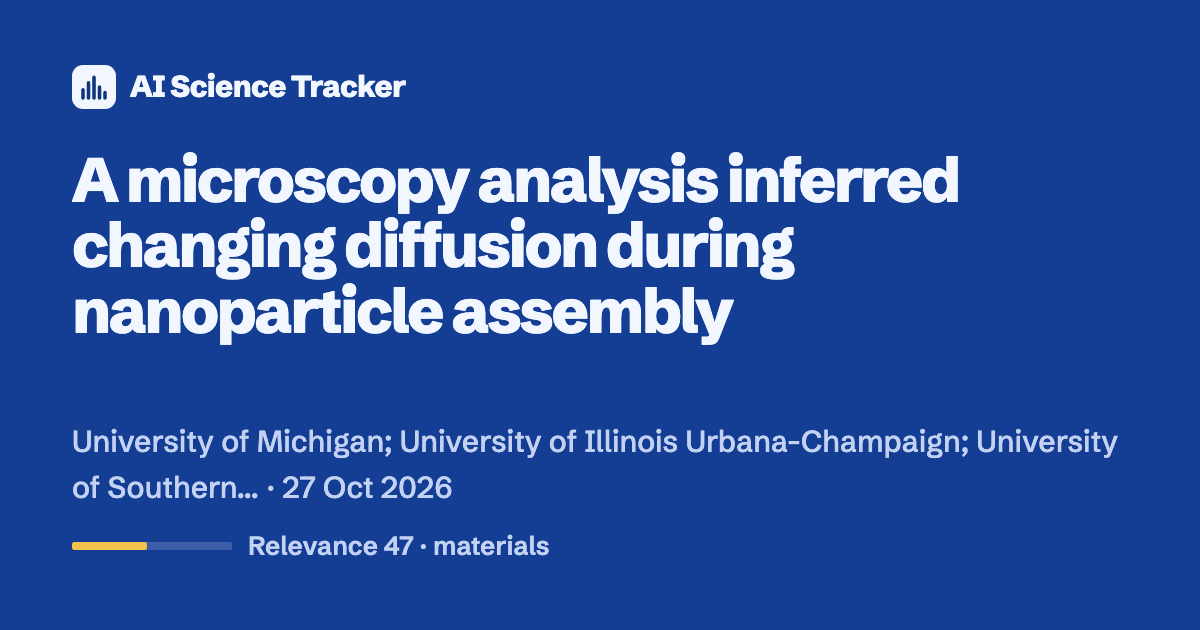 AI Science Tracker
A microscopy analysis inferred
changing diffusion during
nanoparticle assembly
University of Michigan; University of Illinois Urbana-Champaign; University
of Southern... · 27 Oct 2026
Relevance 47 · materials